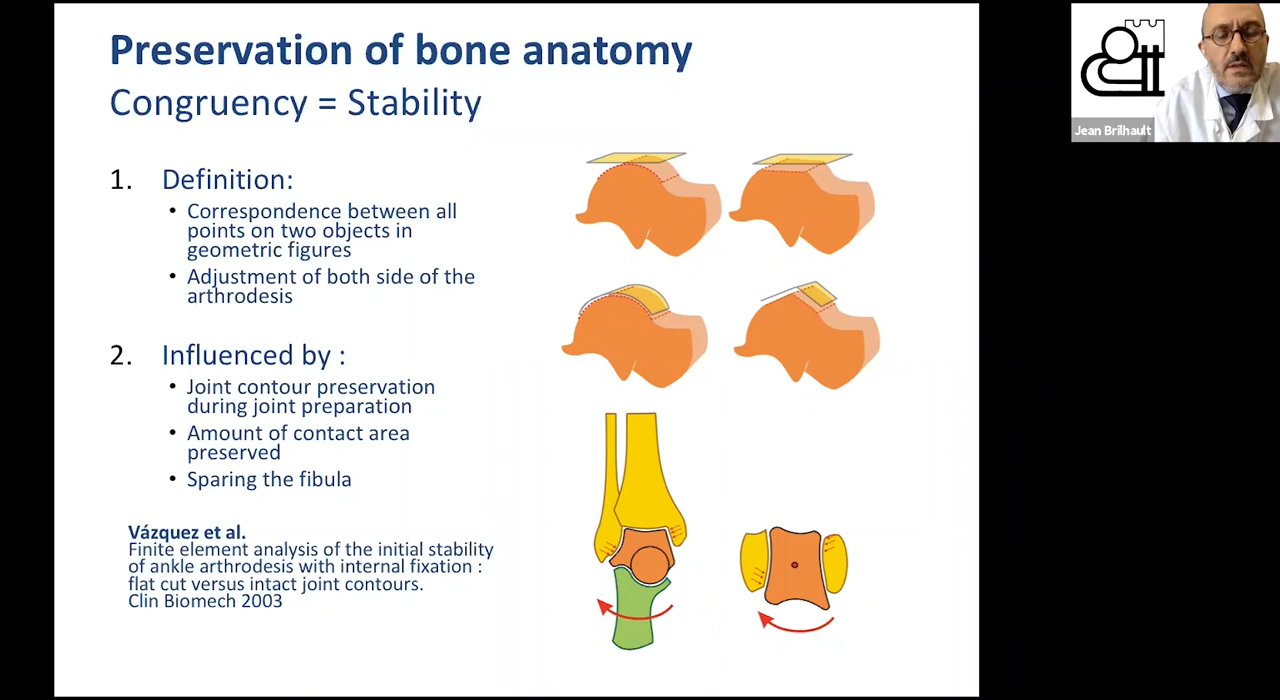 Preservation of bone anatomy
Congruency = Stability
1. Definition:
• Correspondence between all
points on two objects in
geometric figures
• Adjustment of both side of the
arthrodesis
2. Influenced by :
• Joint contour preservation
during joint preparation
• Amount of contact area
preserved
• Sparing the fibula
Vázquez et al.
Finite element analysis of the initial stability
of ankle arthrodesis with internal fixation :
flat cut versus intact joint contours.
Clin Biomech 2003
Jean Brilhault